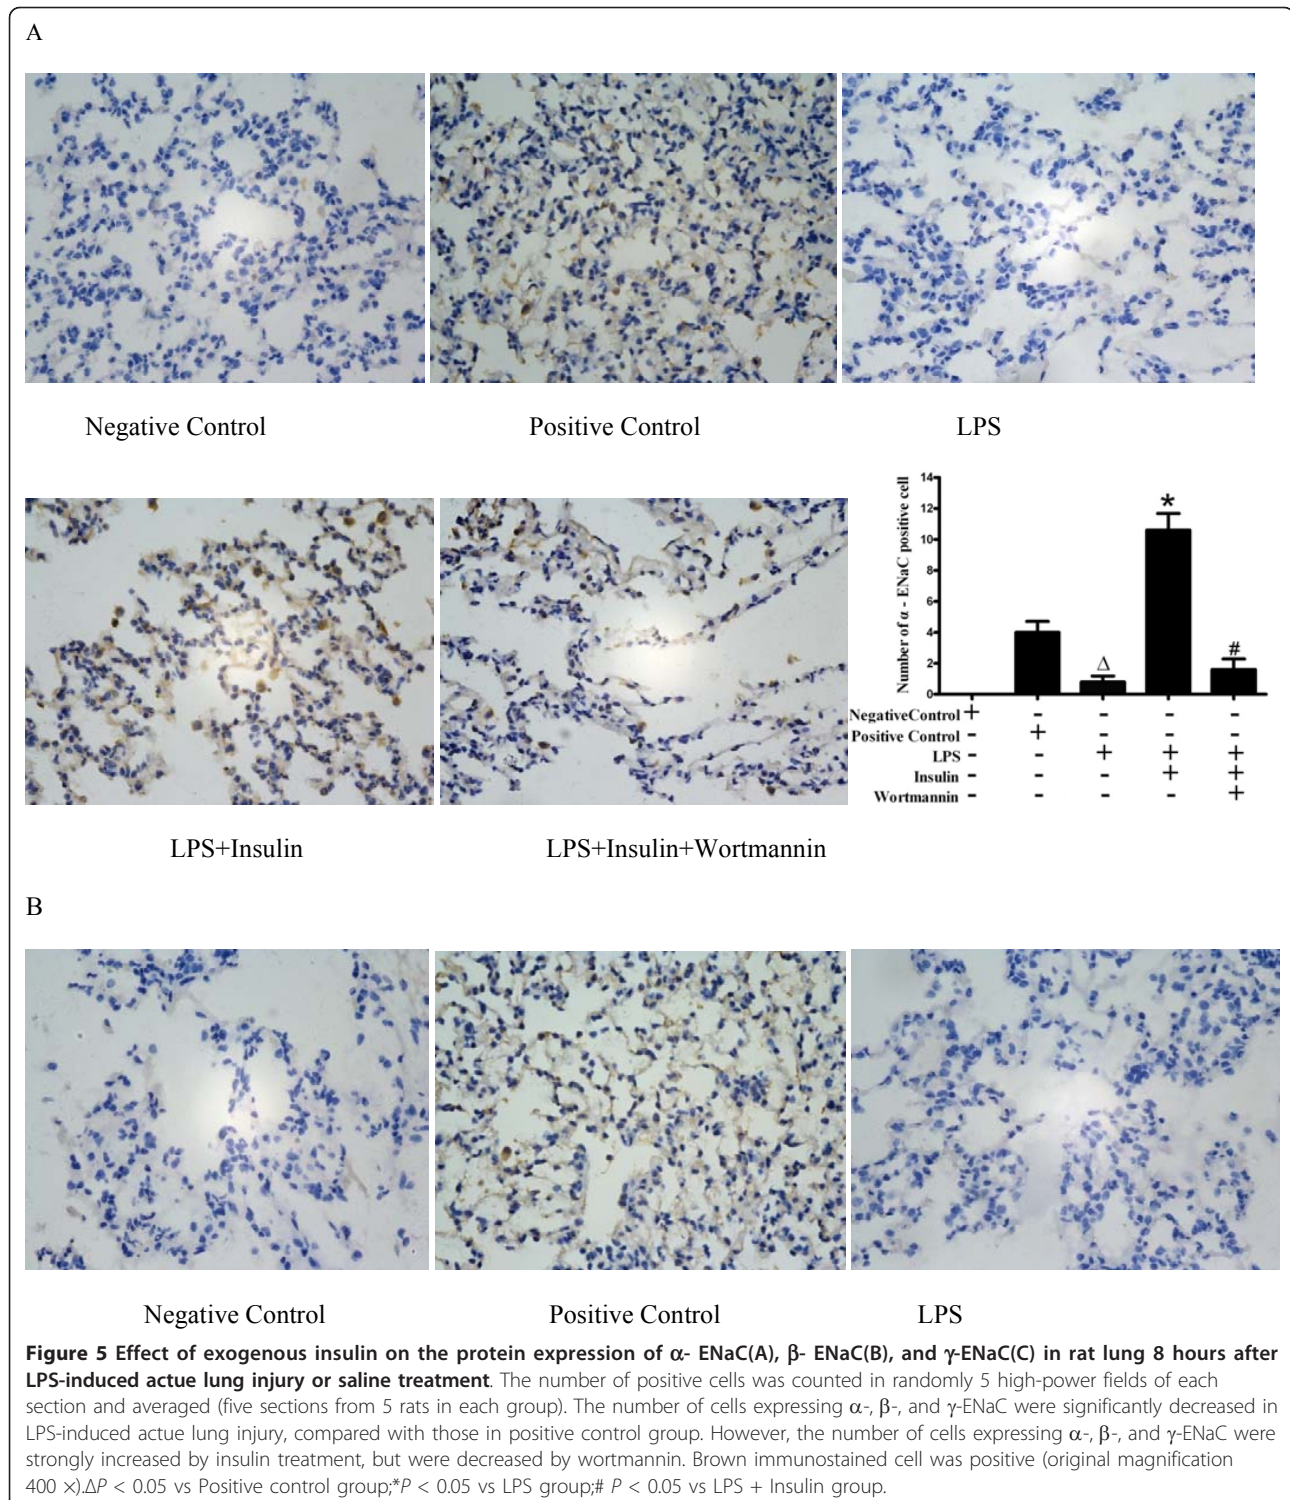 A
Negative Control
Positive Control
LPS
Number of α - ENaC positive cell
14
12
10
8
6
4
2
0
*
Δ
#
NegativeControl + - - - -
Positive Control - + - - -
LPS - - + + +
Insulin - - - + +
Wortmannin - - - - +
LPS+Insulin
LPS+Insulin+Wortmannin
B
Negative Control
Positive Control
LPS
Figure 5 Effect of exogenous insulin on the protein expression of α- ENaC(A), β- ENaC(B), and γ-ENaC(C) in rat lung 8 hours after
LPS-induced actue lung injury or saline treatment. The number of positive cells was counted in randomly 5 high-power fields of each
section and averaged (five sections from 5 rats in each group). The number of cells expressing α-, β-, and γ-ENaC were significantly decreased in
LPS-induced actue lung injury, compared with those in positive control group. However, the number of cells expressing α-, β-, and γ-ENaC were
strongly increased by insulin treatment, but were decreased by wortmannin. Brown immunostained cell was positive (original magnification
400 ×).ΔP < 0.05 vs Positive control group;*P < 0.05 vs LPS group;# P < 0.05 vs LPS + Insulin group.